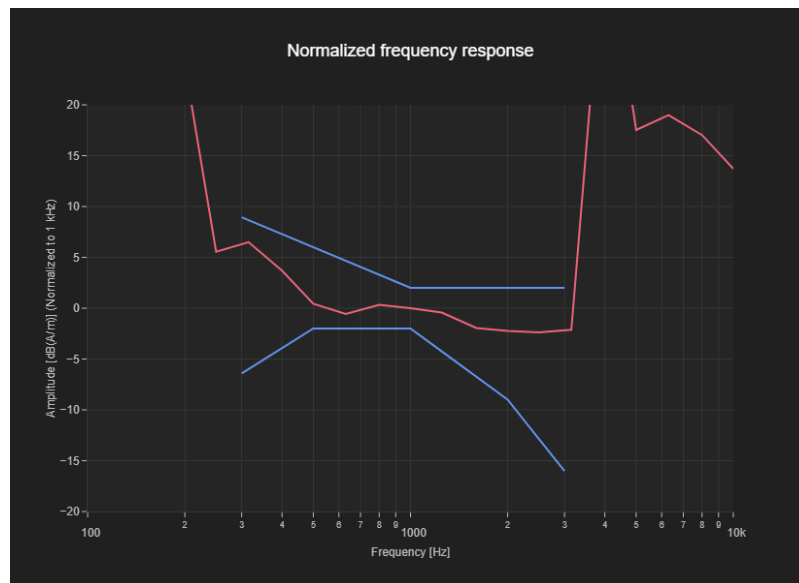 Normalized frequency response
Amplitude [dB(A/m)] (Normalized to 1 kHz)
20
15
10
5
0
−5
−10
−15
−20
100 2 3 4 5 6 7 8 9 1000 2 3 4 5 6 7 8 9 10k
Frequency [Hz]